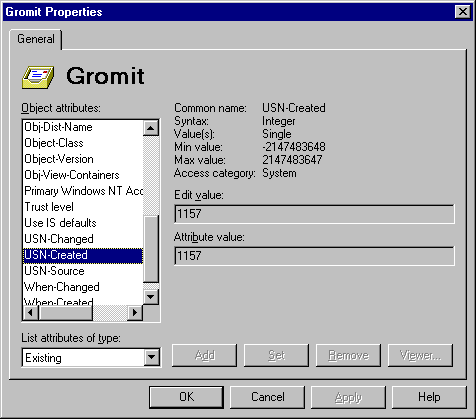 Gromit Properties
General
Gromit
Object attributes:
Obj-Dist-Name
Object-Class
Object-Version
Obj-View-Containers
Primary Windows NT Acc
Trust level
Use IS defaults
USN-Changed
USN-Created
USN-Source
When-Changed
When-Created
List attributes of type:
Existing
Common name: USN-Created
Syntax: Integer
Value(s): Single
Min value: -2147483648
Max value: 2147483647
Access category: System
Edit value:
1157
Attribute value:
1157
Add Set Remove Viewer...
OK Cancel Apply Help